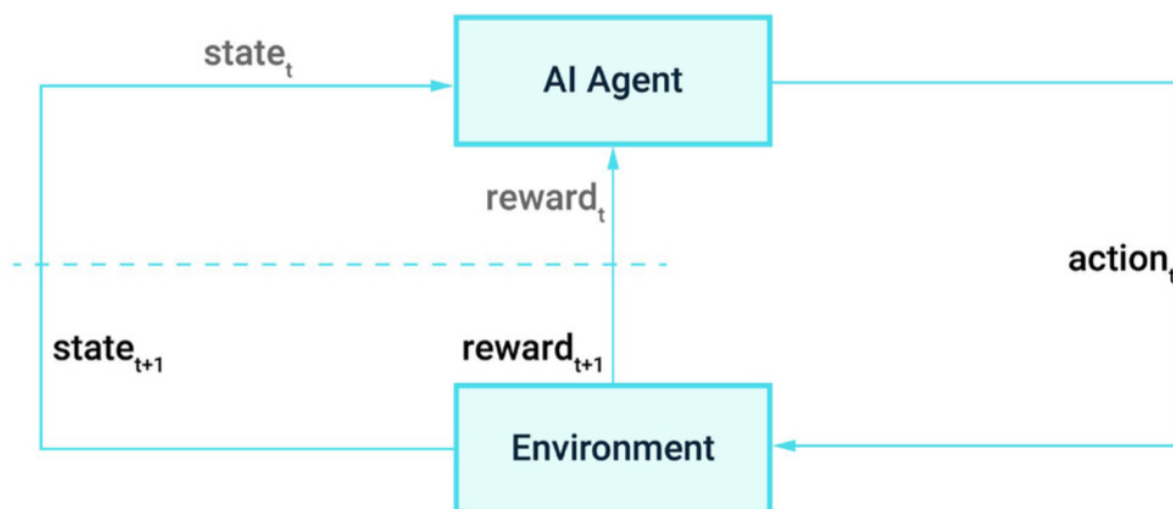 state_t
AI Agent
reward_t
action_t
state_t+1
reward_t+1
Environment